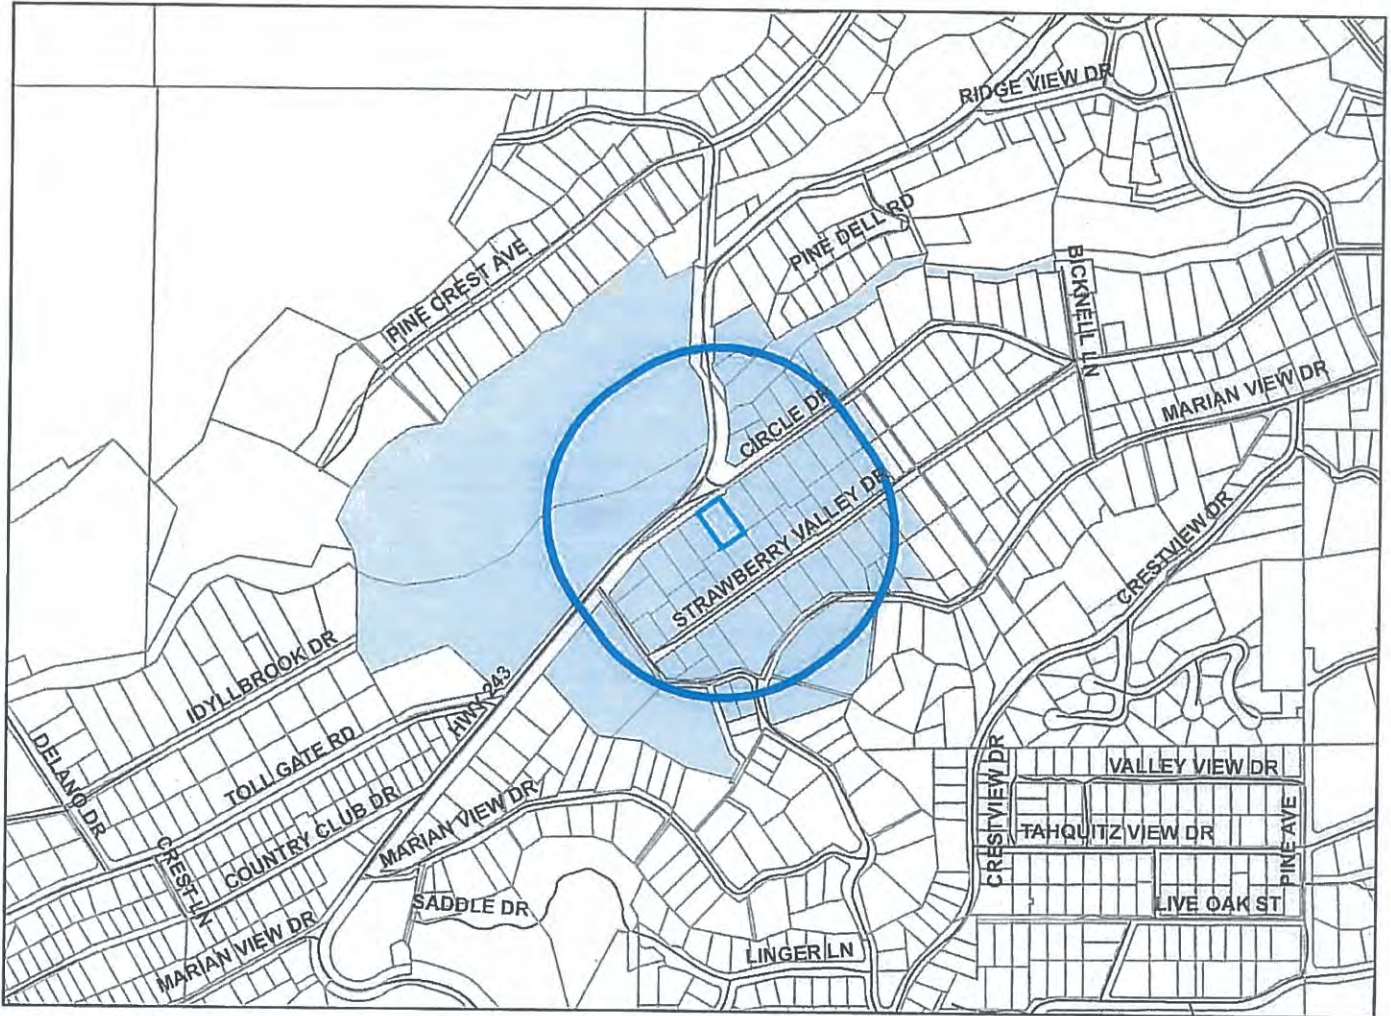 RIDGE VIEW DR
PINE DELL RD
PINE CREST AVE
BICKNELL LN
MARIAN VIEW DR
CIRCLE DR
STRAWBERRY VALLEY DR
CRESTVIEW DR
IDYLLBROOK DR
HWY 243
DELANO DR
TOLL GATE RD
COUNTRY CLUB DR
MARIAN VIEW DR
CREST LN
SADDLE DR
MARIAN VIEW DR
LINGER LN
CRESTVIEW DR
VALLEY VIEW DR
TAHQUITZ VIEW DR
PINE AVE
LIVE OAK ST